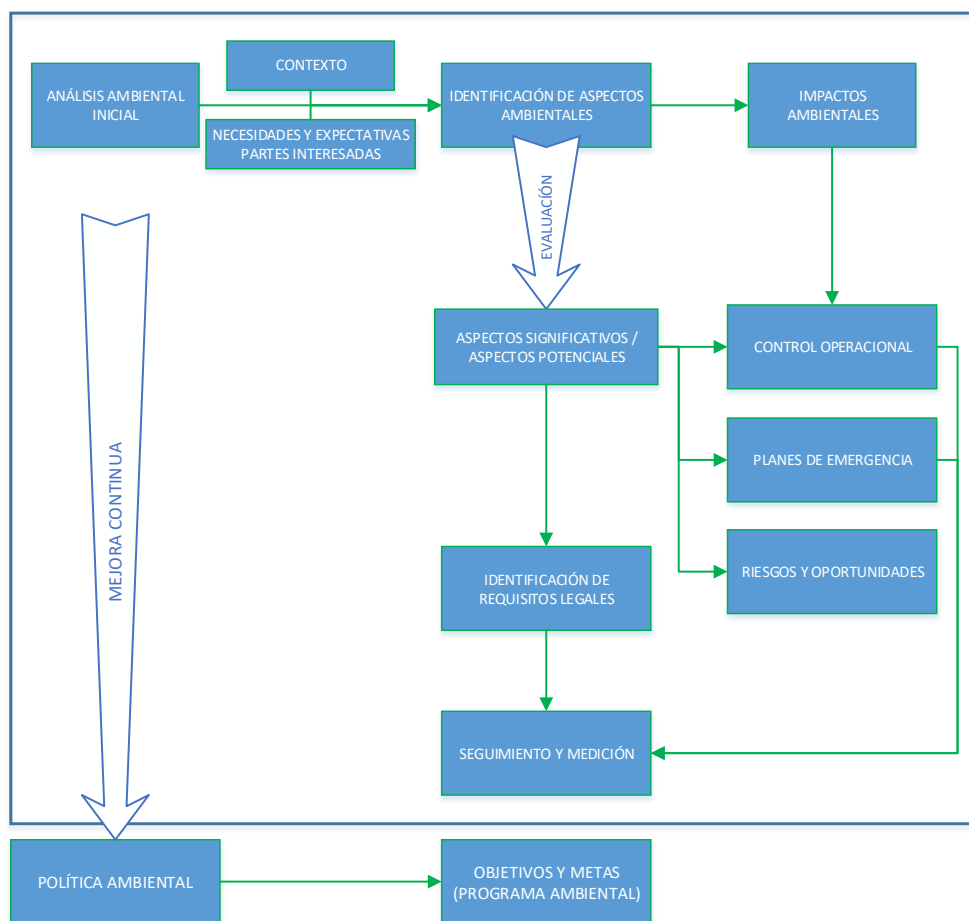 CONTEXTO
ANÁLISIS AMBIENTAL
INICIAL
IDENTIFICACIÓN DE ASPECTOS
AMBIENTALES
IMPACTOS
AMBIENTALES
NECESIDADES Y EXPECTATIVAS
PARTES INTERESADAS
EVALUACÍÓN
ASPECTOS SIGNIFICATIVOS /
ASPECTOS POTENCIALES
CONTROL OPERACIONAL
PLANES DE EMERGENCIA
MEJORA CONTINUA
IDENTIFICACIÓN DE
REQUISITOS LEGALES
RIESGOS Y OPORTUNIDADES
SEGUIMIENTO Y MEDICIÓN
POLÍTICA AMBIENTAL
OBJETIVOS Y METAS
(PROGRAMA AMBIENTAL)